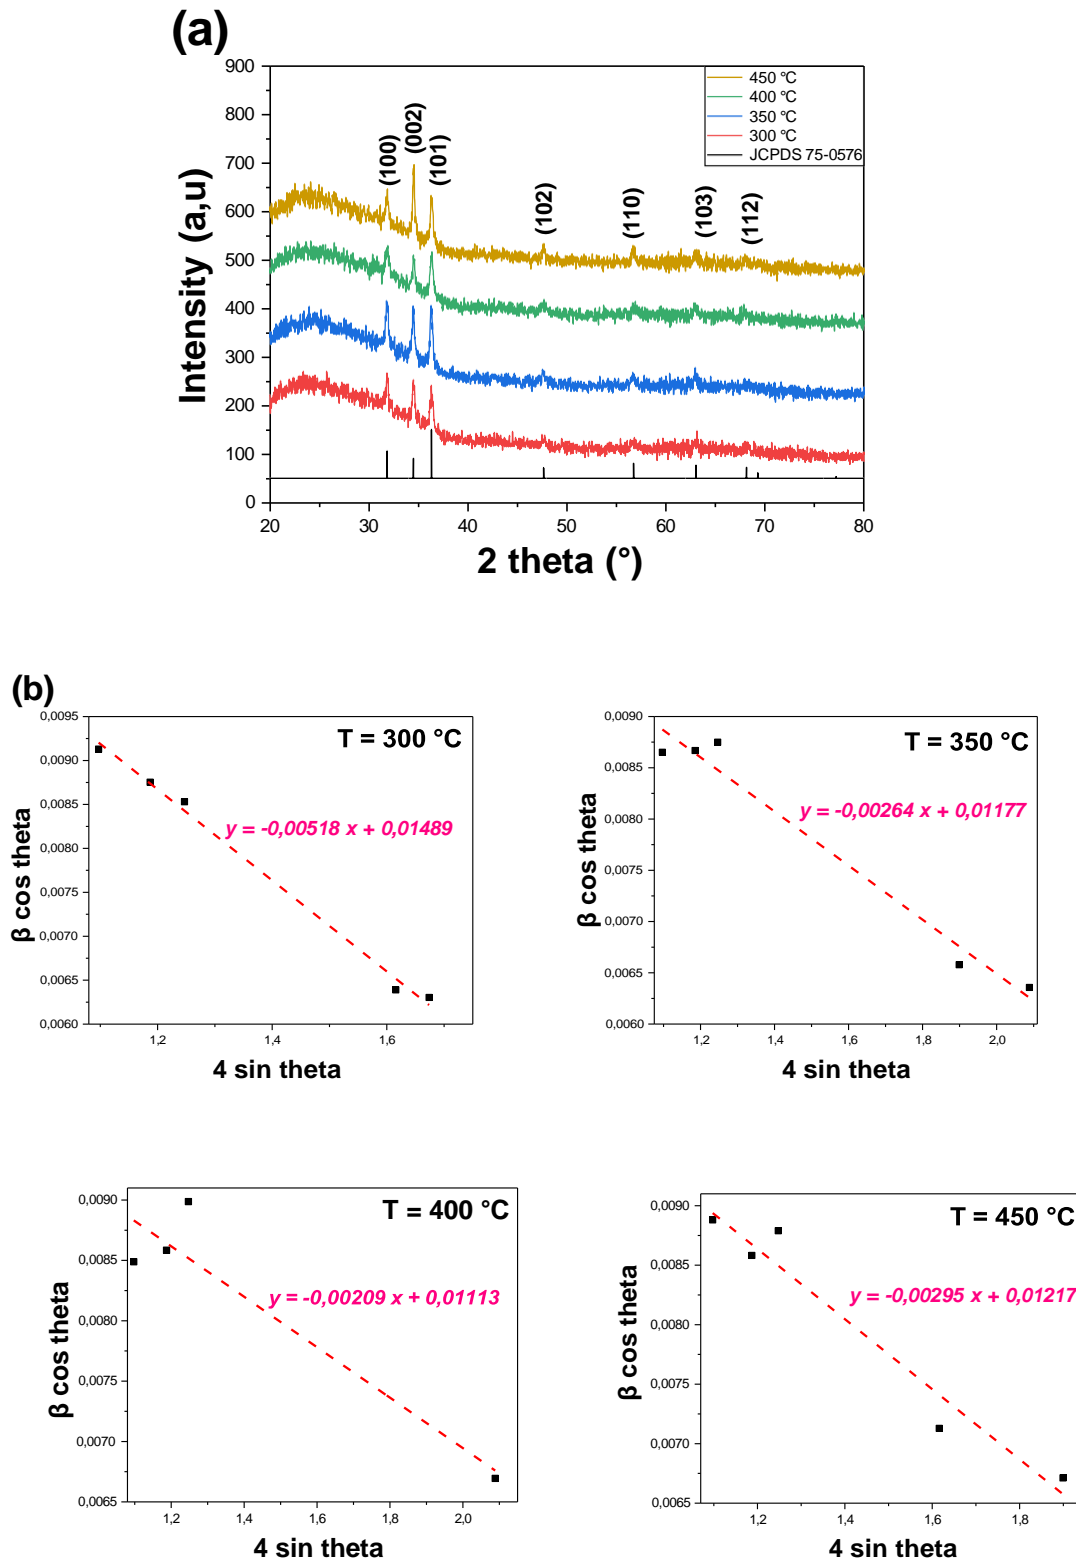 (a)
900
800
700
600
500
400
300
200
100
0
Intensity (a,u)
450 °C
400 °C
350 °C
300 °C
JCPDS 75-0576
(100)
(002)
(101)
(102)
(110)
(103)
(112)
20
30
40
50
60
70
80
2 theta (°)
(b)
0,0095
0,0090
0,0085
0,0080
0,0075
0,0070
0,0065
0,0060
β cos theta
T = 300 °C
y = -0,00518 x + 0,01489
1,2
1,4
1,6
4 sin theta
0,0090
0,0085
0,0080
0,0075
0,0070
0,0065
0,0060
β cos theta
T = 350 °C
y = -0,00264 x + 0,01177
1,2
1,4
1,6
1,8
2,0
4 sin theta
0,0090
0,0085
0,0080
0,0075
0,0070
0,0065
β cos theta
T = 400 °C
y = -0,00209 x + 0,01113
1,2
1,4
1,6
1,8
2,0
4 sin theta
0,0090
0,0085
0,0080
0,0075
0,0070
0,0065
β cos theta
T = 450 °C
y = -0,00295 x + 0,01217
1,2
1,4
1,6
1,8
4 sin theta